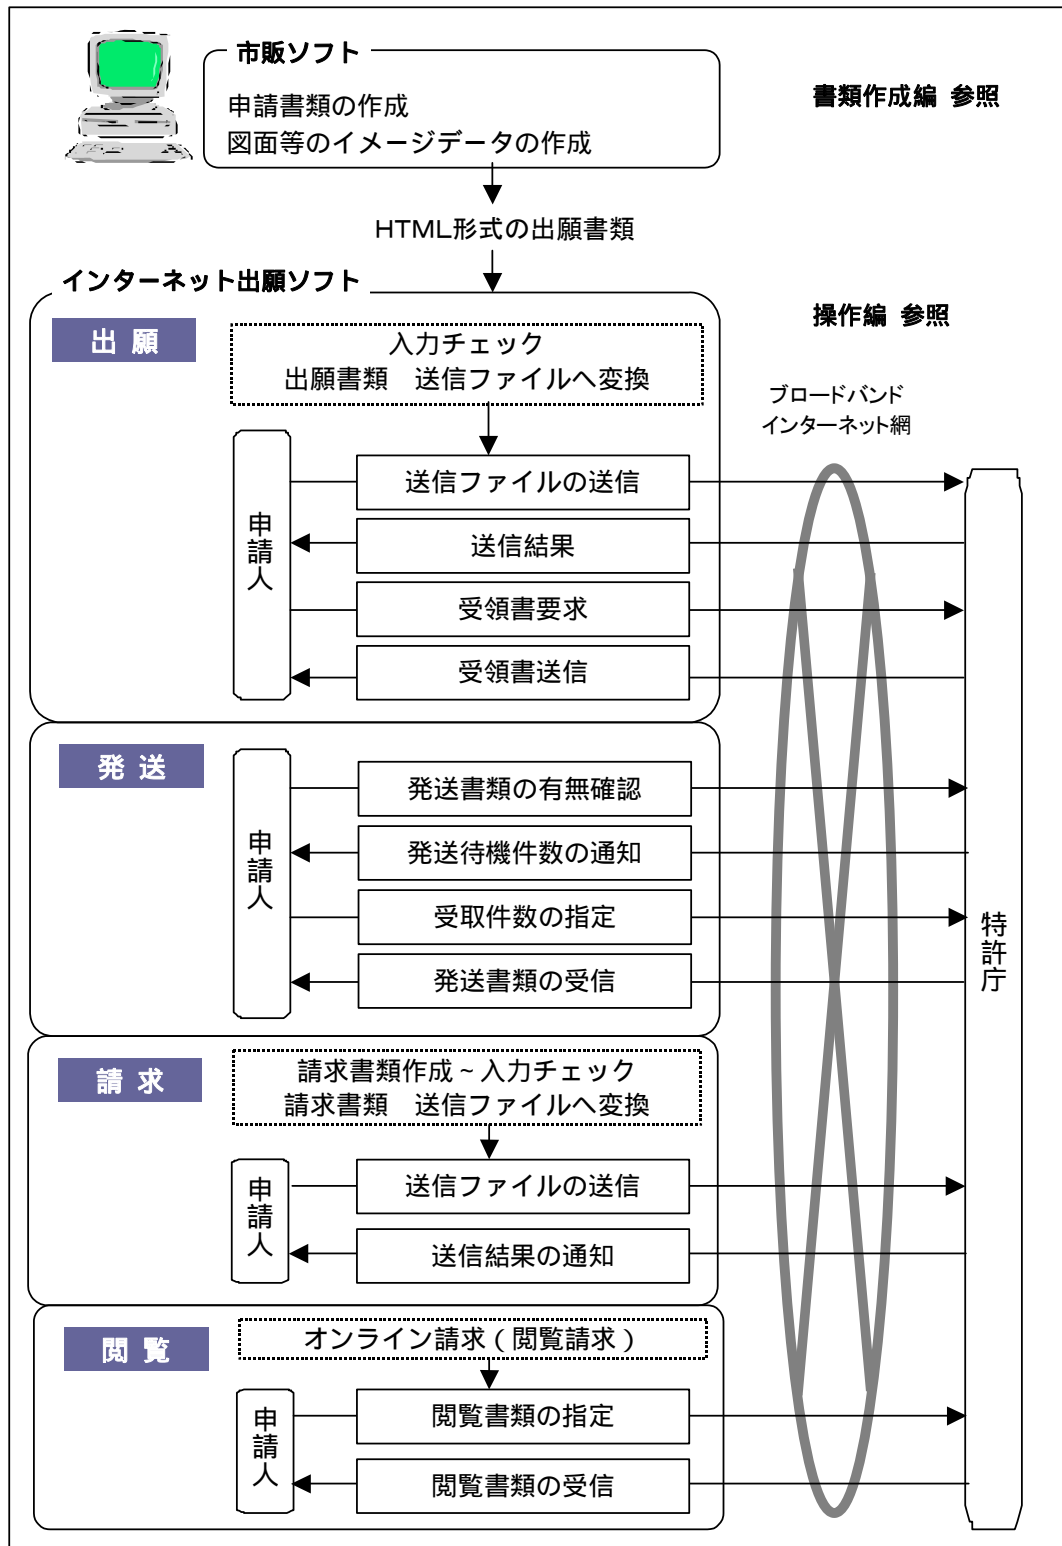 市販ソフト
申請書類の作成
図面等のイメージデータの作成
書類作成編 参照
HTML形式の出願書類
インターネット出願ソフト
操作編 参照
出 願
入力チェック
出願書類 送信ファイルへ変換
ブロードバンド
インターネット網
申請人
送信ファイルの送信
送信結果
受領書要求
受領書送信
発 送
申請人
発送書類の有無確認
発送待機件数の通知
受取件数の指定
発送書類の受信
特許庁
請 求
請求書類作成~入力チェック
請求書類 送信ファイルへ変換
申請人
送信ファイルの送信
送信結果の通知
閲 覧
オンライン請求(閲覧請求)
申請人
閲覧書類の指定
閲覧書類の受信